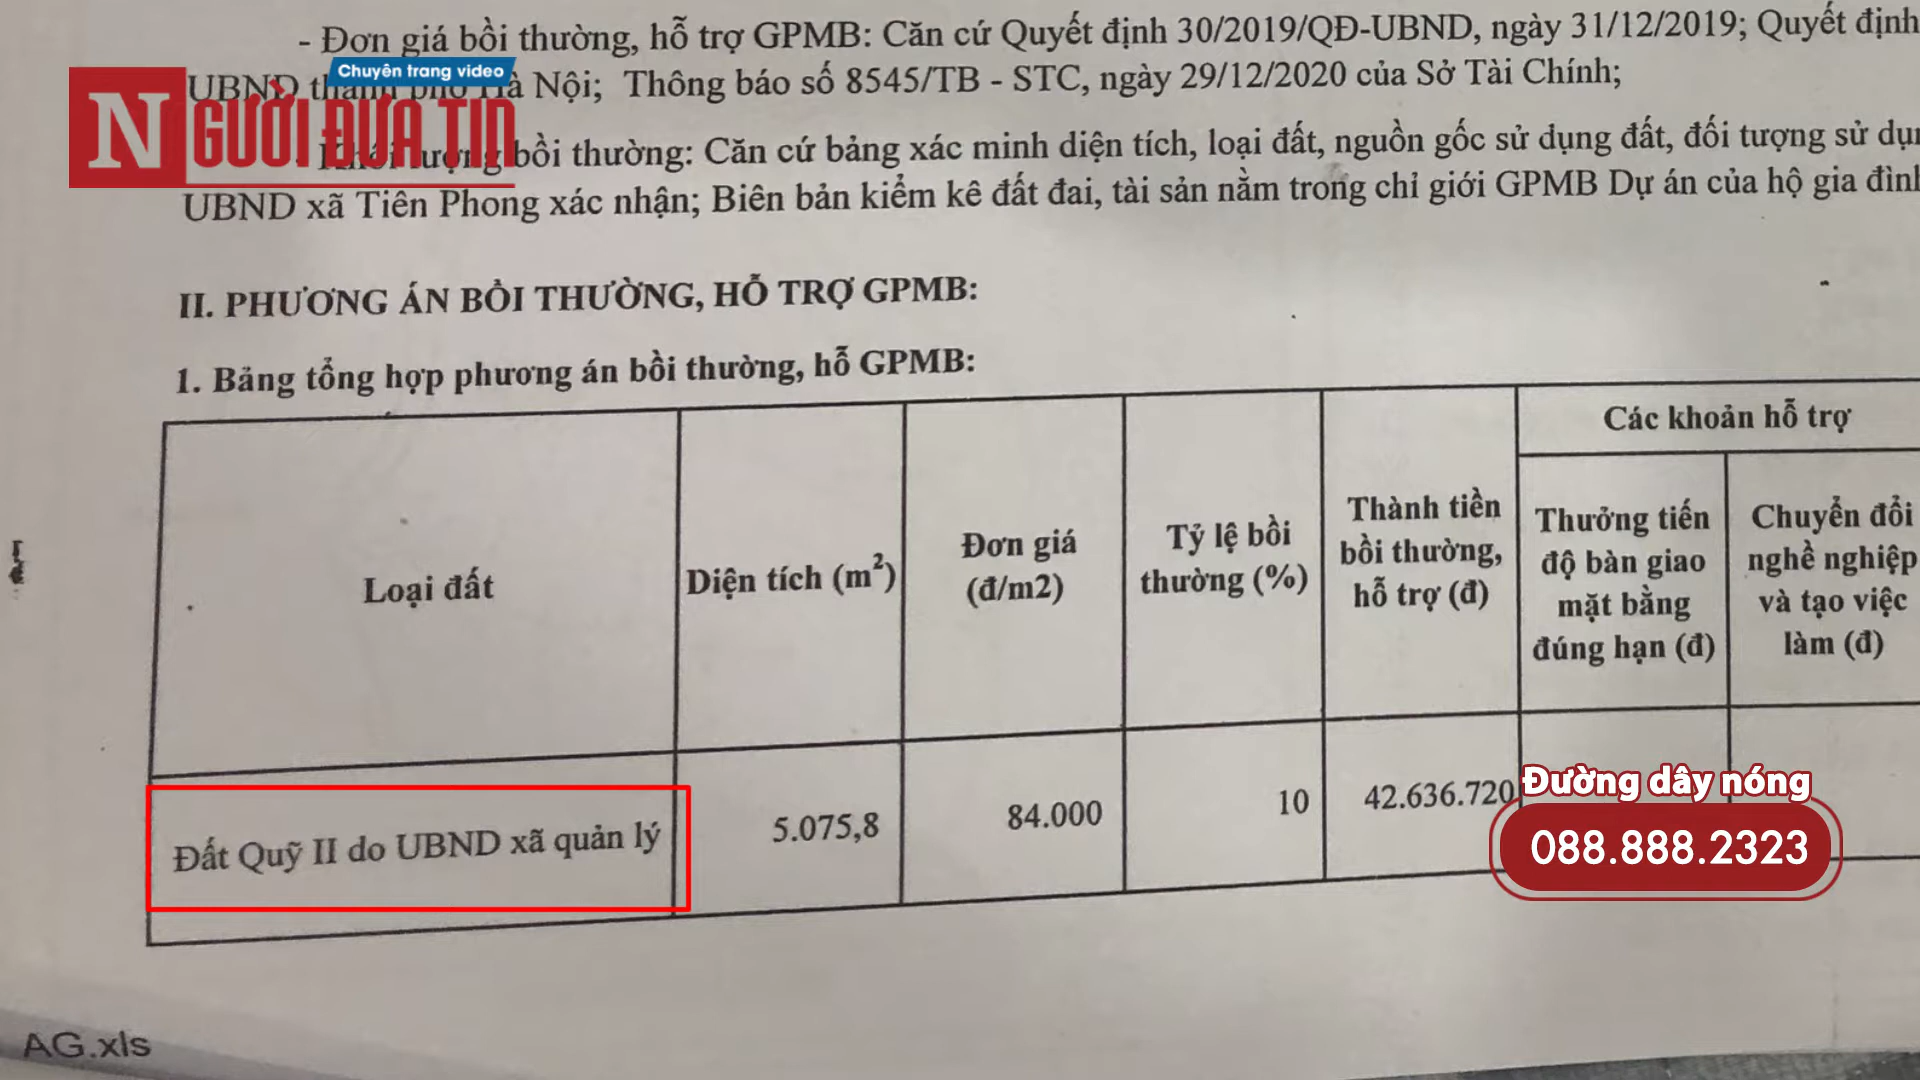 - Đơn giá bồi thường, hỗ trợ GPMB: Căn cứ Quyết định 30/2019/QĐ-UBND, ngày 31/12/2019; Quyết định
UBND thành phố Hà Nội; Thông báo số 8545/TB - STC, ngày 29/12/2020 của Sở Tài Chính;
Chuyên trang video
NGƯỜI ĐƯA TIN
- Khối lượng bồi thường: Căn cứ bảng xác minh diện tích, loại đất, nguồn gốc sử dụng đất, đối tượng sử
UBND xã Tiên Phong xác nhận; Biên bản kiểm kê đất đai, tài sản nằm trong chỉ giới GPMB Dự án của hộ gia
II. PHƯƠNG ÁN BỒI THƯỜNG, HỖ TRỢ GPMB:
1. Bảng tổng hợp phương án bồi thường, hỗ GPMB:
Loại đất
Diện tích (m²)
Đơn giá
(đ/m2)
Tỷ lệ bồi
thường (%)
Thành tiền
bồi thường,
hỗ trợ (đ)
Các khoản hỗ trợ
Thưởng tiến
độ bàn giao
mặt bằng
đúng hạn (đ)
Chuyển đổi
nghề nghiệp
và tạo việc
làm (đ)
Đất Quỹ II do UBND xã quản lý
5.075,8
84.000
10
42.636.720
Đường dây nóng
088.888.2323
AG.xls